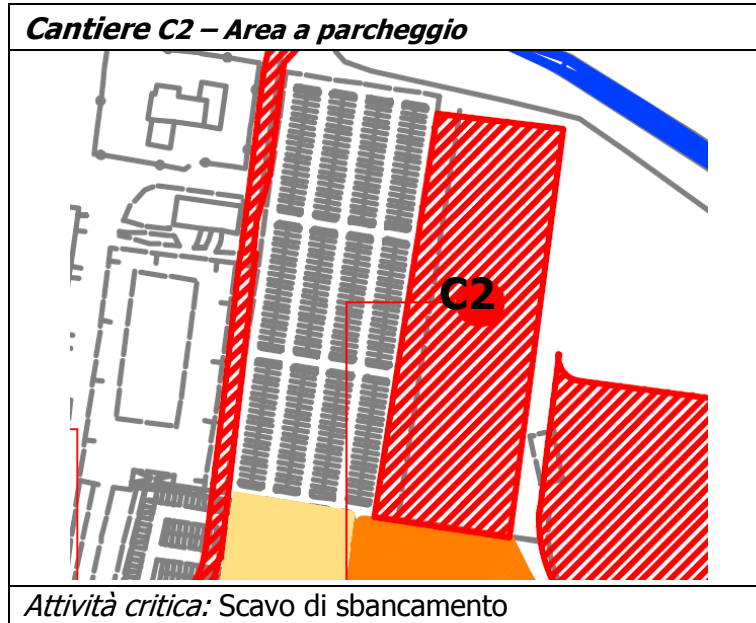 Cantiere C2 – Area a parcheggio
C2
Attività critica: Scavo di sbancamento